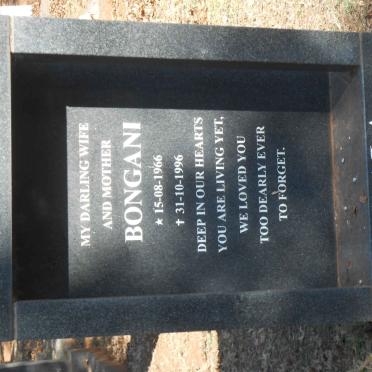 MY DARLING WIFE
AND MOTHER
BONGANI
★ 15-08-1966
✝ 31-10-1996
DEEP IN OUR HEARTS
YOU ARE LIVING YET,
WE LOVED YOU
TOO DEARLY EVER
TO FORGET.